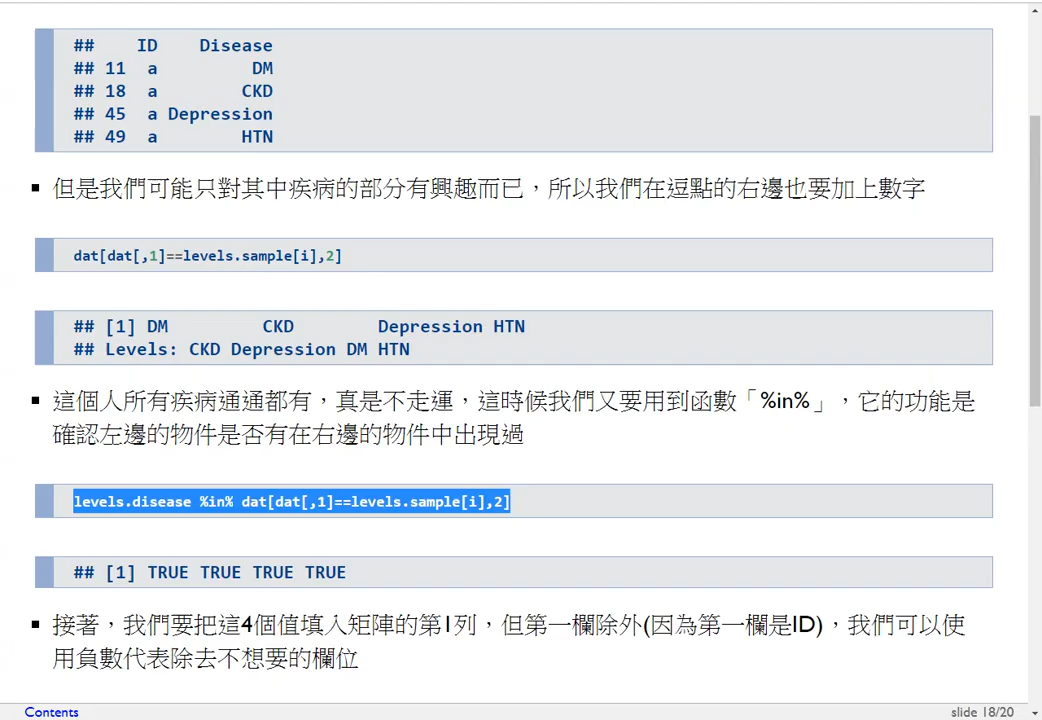 ##    ID    Disease
## 11  a         DM
## 18  a        CKD
## 45  a Depression
## 49  a        HTN
▪ 但是我們可能只對其中疾病的部分有興趣而已，所以我們在逗點的右邊也要加上數字
dat[dat[,1]==levels.sample[i],2]
## [1] DM         CKD        Depression HTN
## Levels: CKD Depression DM HTN
▪ 這個人所有疾病通通都有，真是不走運，這時候我們又要用到函數「%in%」，它的功能是
確認左邊的物件是否有在右邊的物件中出現過
levels.disease %in% dat[dat[,1]==levels.sample[i],2]
## [1] TRUE TRUE TRUE TRUE
▪ 接著，我們要把這4個值填入矩陣的第1列，但第一欄除外(因為第一欄是ID)，我們可以使
用負數代表除去不想要的欄位
Contents
slide 18/20